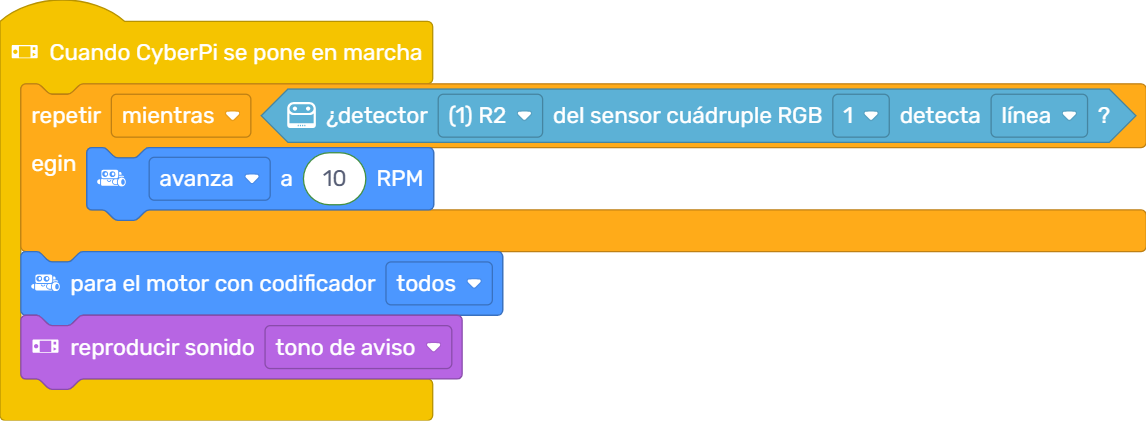 Cuando CyberPi se pone en marcha
repetir mientras ¿detector (1) R2 del sensor cuádruple RGB 1 detecta línea ?
egin avanza a 10 RPM
para el motor con codificador todos
reproducir sonido tono de aviso